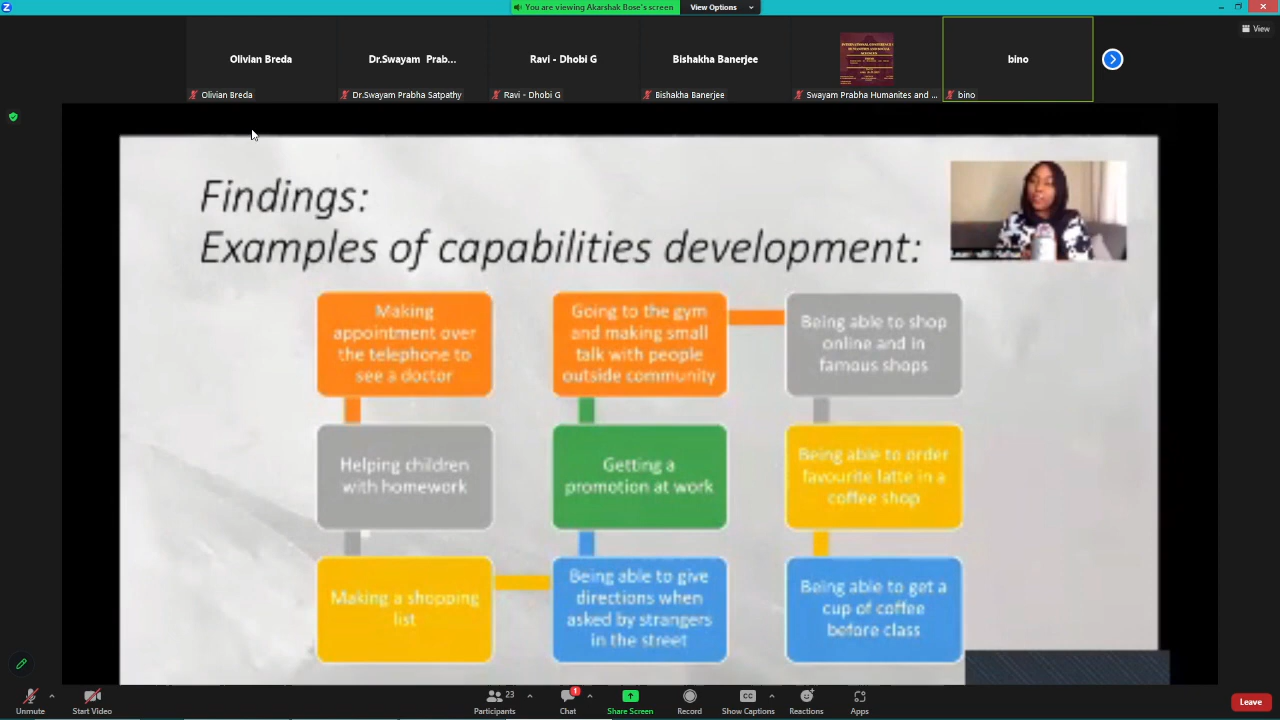 You are viewing Akarshak Bose's screen
View Options
View
Olivian Breda
Dr.Swayam Prab...
Ravi - Dhobi G
Bishakha Banerjee
bino
Olivian Breda
Dr.Swayam Prabha Satpathy
Ravi - Dhobi G
Bishakha Banerjee
Swayam Prabha Humanites and ...
bino
Findings:
Examples of capabilities development:
Making
appointment over
the telephone to
see a doctor
Helping children
with homework
Making a shopping
list
Being able to give
directions when
asked by strangers
in the street
Getting a
promotion at work
Going to the gym
and making small
talk with people
outside community
Being able to shop
online and in
famous shops
Being able to order
favourite latte in a
coffee shop
Being able to get a
cup of coffee
before class
Unmute
Start Video
23
Participants
1
Chat
Share Screen
Record
CC
Show Captions
Reactions
Apps
Leave